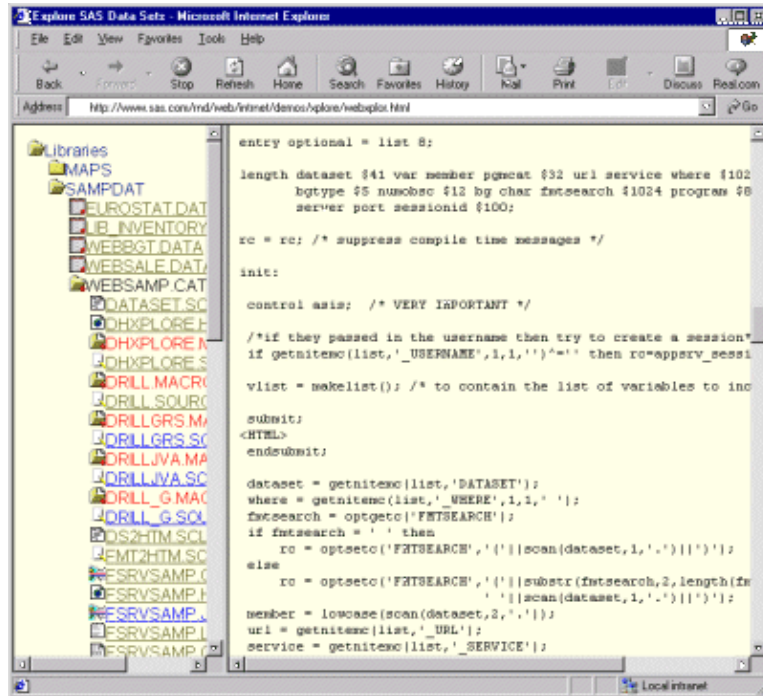 Explore SAS Data Sets - Microsoft Internet Explorer
File Edit View Favorites Tools Help
Back Forward Stop Refresh Home Search Favorites History Mail Print Edit Discuss Real.com
Address http://www.sas.com/rnd/web/intrnet/demos/xplore/webxplor.html Go
Libraries
MAPS
SAMPDAT
EUROSTAT.DAT
LIB_INVENTORY
WEBBGT.DATA
WEBSALE.DATA
WEBSAMP.CAT
DATASET.SC
DHXPLORE.H
DHXPLORE.M
DHXPLORE.S
DRILL.MACRO
DRILL.SOURC
DRILLGRS.MA
DRILLGRS.SO
DRILLJVA.MA
DRILLJVA.SC
DRILL_G.MAC
DRILL_G.SOU
DS2HTM.SCL
FMT2HTM.SC
FSRVSAMP.C
FSRVSAMP.H
FSRVSAMP.J
FSRVSAMP.L
entry optional = list 8;
length dataset $41 var member pgmcat $32 url service where $102
bgtype $5 numobsc $12 bg char fmtsearch $1024 program $8
server port sessionid $100;
rc = rc; /* suppress compile time messages */
init:
control asis; /* VERY IMPORTANT */
/*if they passed in the username then try to create a session*
if getnitemc(list,'_USERNAME',1,1,'')^='' then rc=appsrv_sessi
vlist = makelist(); /* to contain the list of variables to inc
submit;
<HTML>
endsubmit;
dataset = getnitemc(list,'DATASET');
where = getnitemc(list,'_WHERE',1,1,' ');
fmtsearch = optgetc('FMTSEARCH');
if fmtsearch = ' ' then
rc = optsetc('FMTSEARCH','('||scan(dataset,1,'.')||')');
else
rc = optsetc('FMTSEARCH','('||substr(fmtsearch,2,length(fm
' '||scan(dataset,1,'.')||')');
member = lowcase(scan(dataset,2,'.'));
url = getnitemc(list,'_URL');
service = getnitemc(list,'_SERVICE');
Local intranet